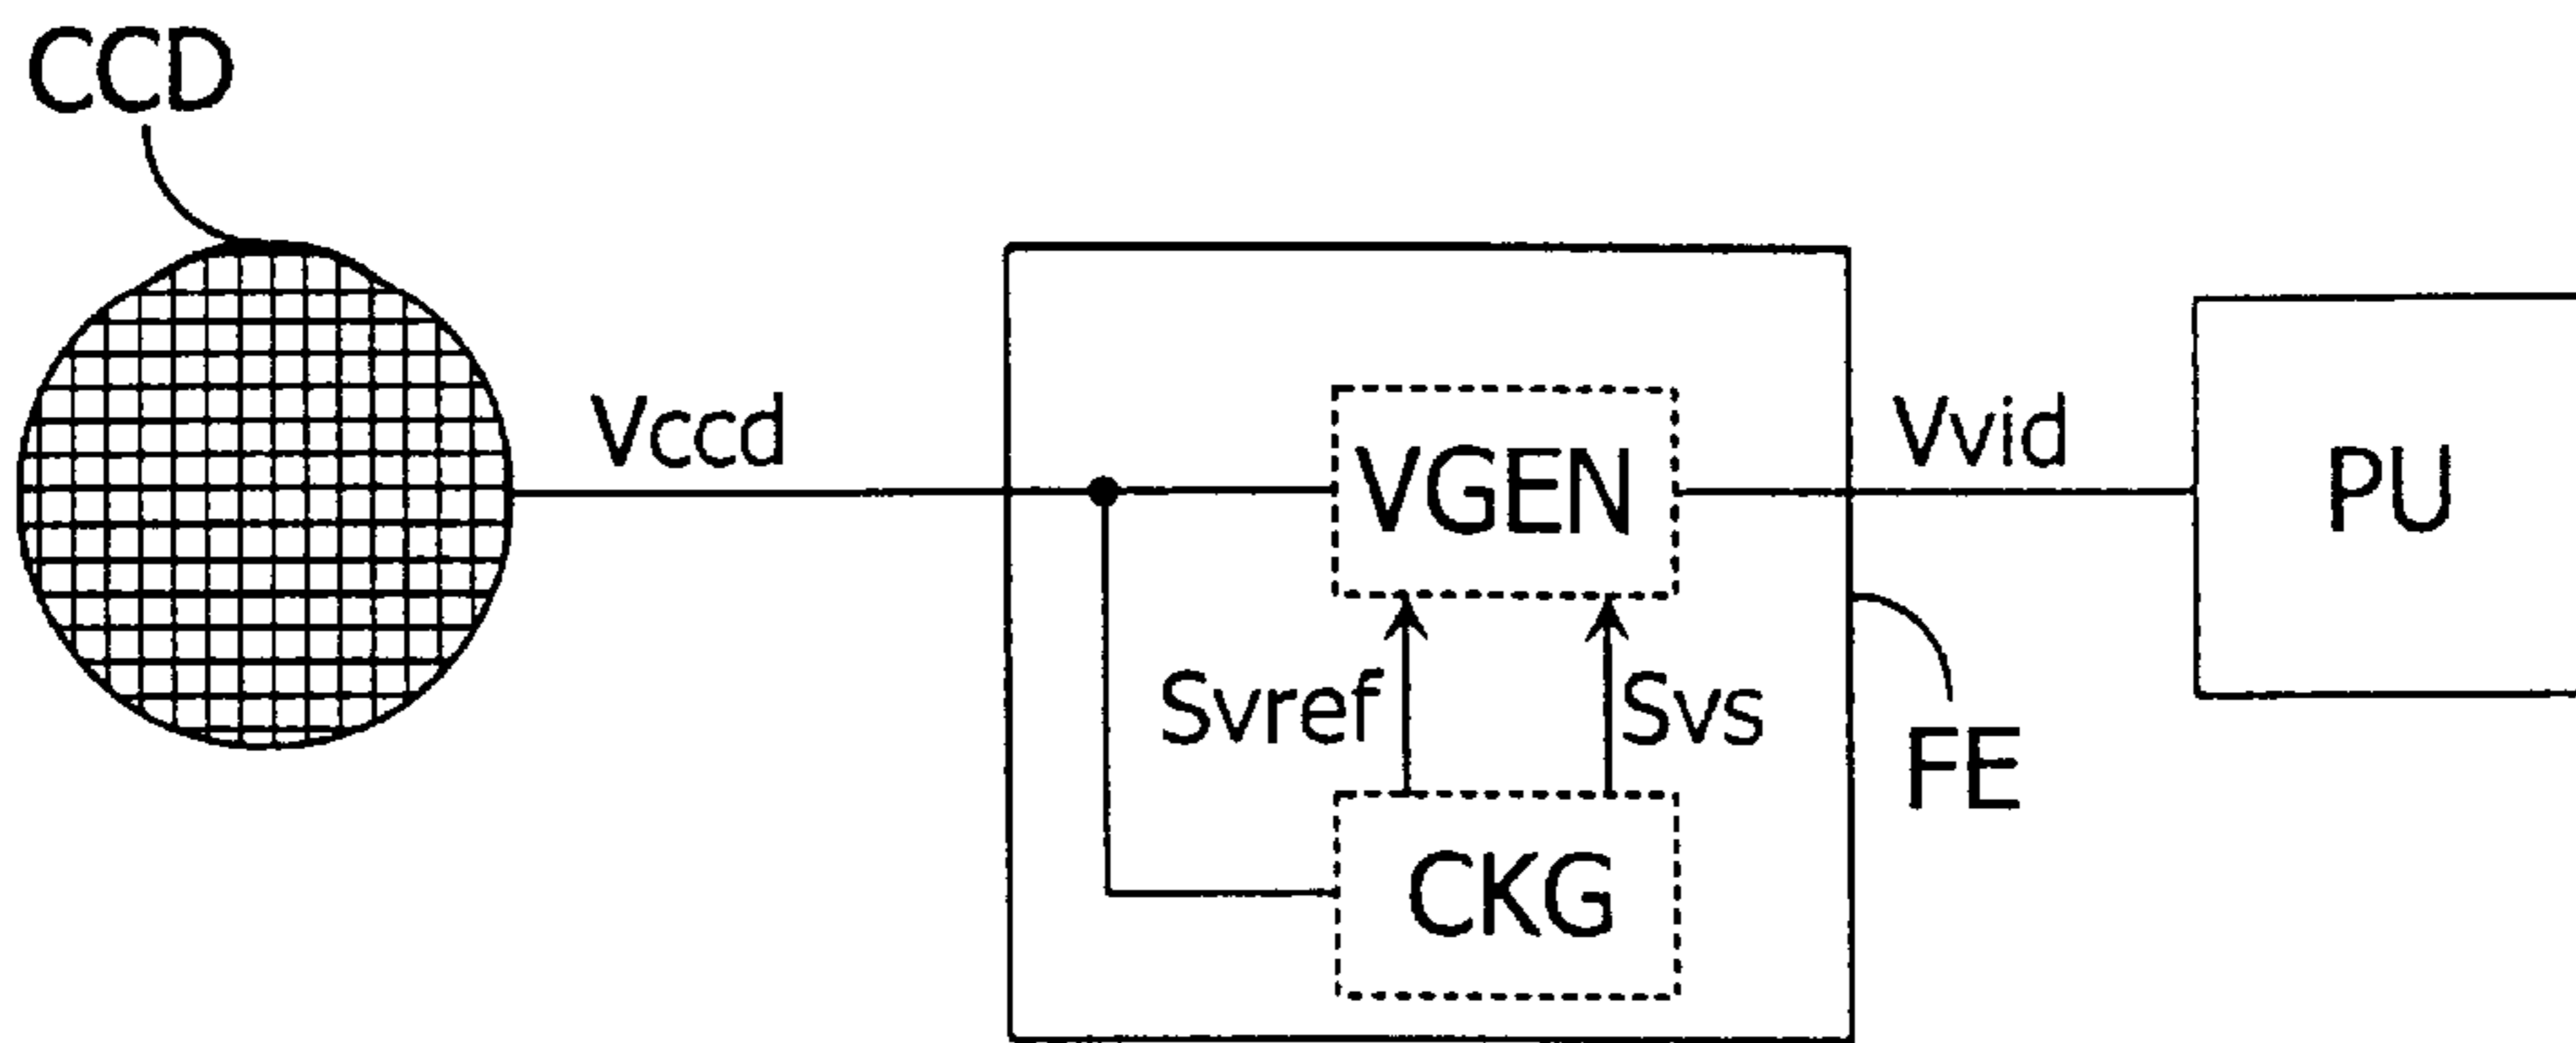 CCD
Vccd
VGEN
Vvid
PU
Svref
Svs
FE
CKG